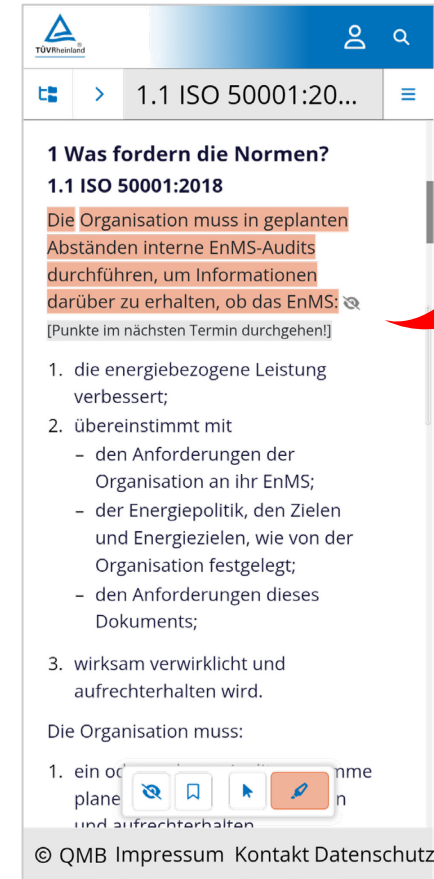 TÜVRheinland
1.1 ISO 50001:20...
1 Was fordern die Normen?
1.1 ISO 50001:2018
Die Organisation muss in geplanten
Abständen interne EnMS-Audits
durchführen, um Informationen
darüber zu erhalten, ob das EnMS:
[Punkte im nächsten Termin durchgehen!]
1. die energiebezogene Leistung
verbessert;
2. übereinstimmt mit
– den Anforderungen der
Organisation an ihr EnMS;
– der Energiepolitik, den Zielen
und Energiezielen, wie von der
Organisation festgelegt;
– den Anforderungen dieses
Dokuments;
3. wirksam verwirklicht und
aufrechterhalten wird.
Die Organisation muss:
1. ein
plane
und aufrechterhalten
© QMB Impressum Kontakt Datenschutz